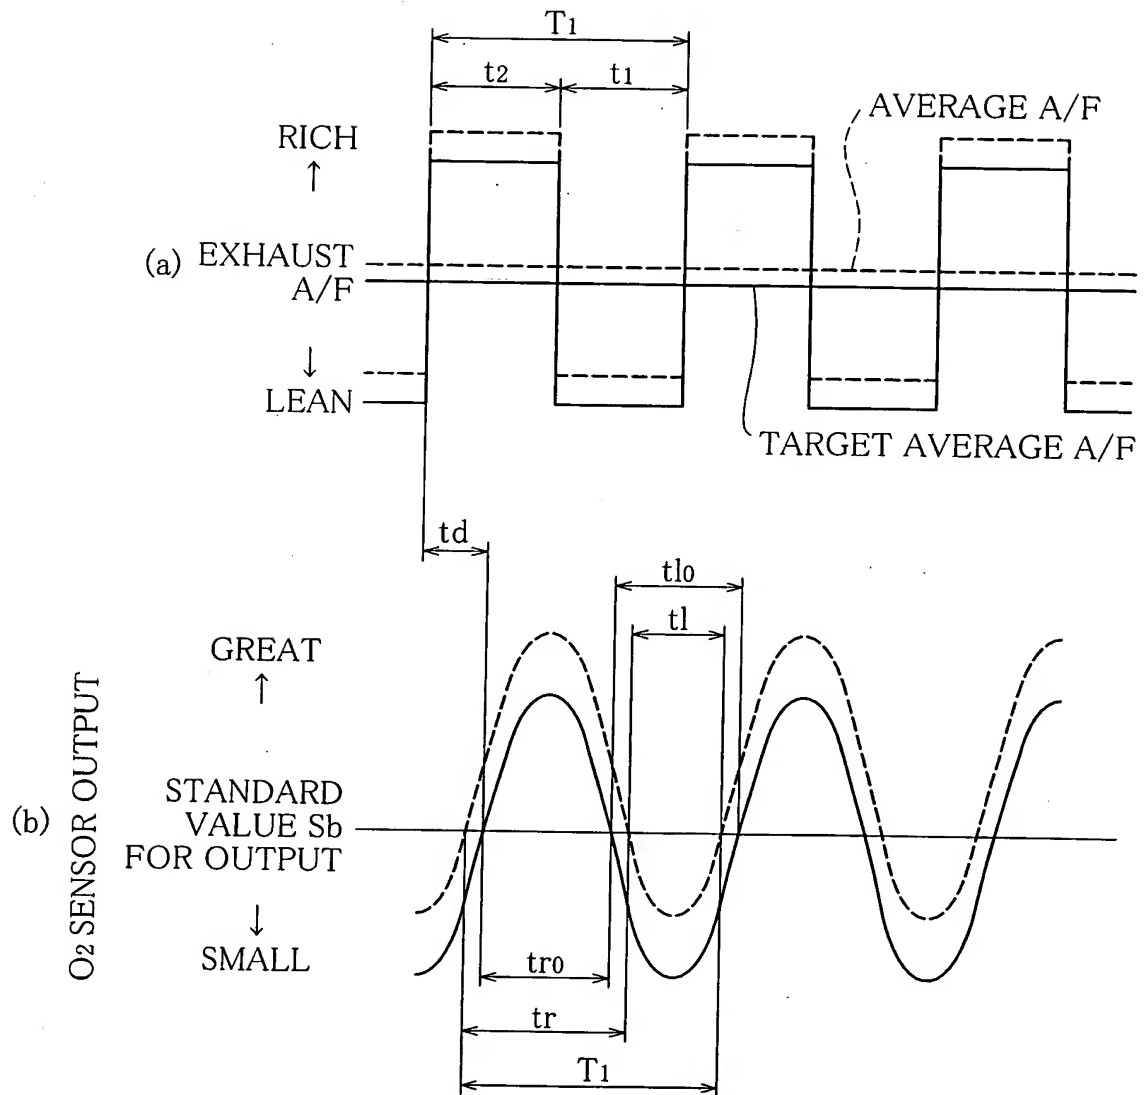 T1
t2
t1
AVERAGE A/F
RICH
↑
(a)
EXHAUST
A/F
↓
LEAN
TARGET AVERAGE A/F
td
tl0
tl
GREAT
↑
(b)
O2 SENSOR OUTPUT
STANDARD
VALUE Sb
FOR OUTPUT
↓
SMALL
tr0
tr
T1